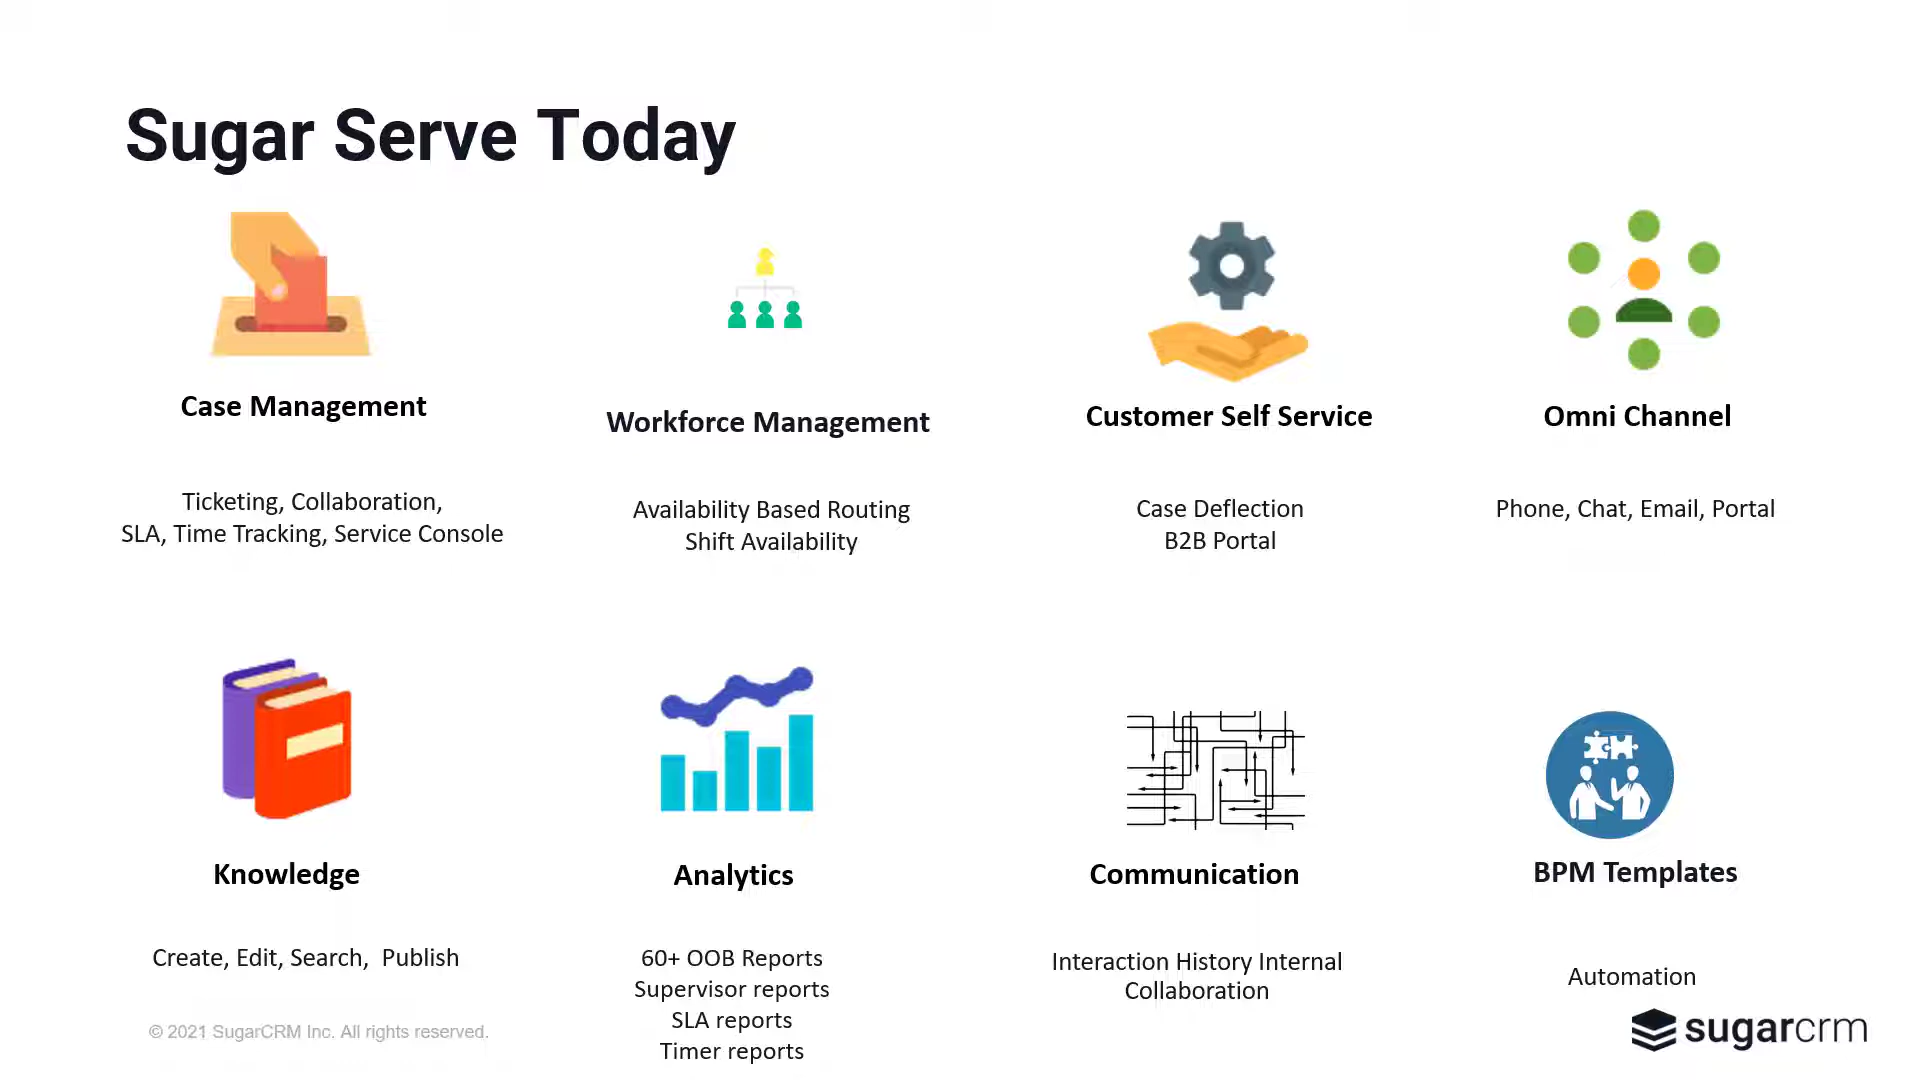 Sugar Serve Today
Case Management
Ticketing, Collaboration,
SLA, Time Tracking, Service Console
Workforce Management
Availability Based Routing
Shift Availability
Customer Self Service
Case Deflection
B2B Portal
Omni Channel
Phone, Chat, Email, Portal
Knowledge
Create, Edit, Search, Publish
Analytics
60+ OOB Reports
Supervisor reports
SLA reports
Timer reports
Communication
Interaction History Internal
Collaboration
BPM Templates
Automation
© 2021 SugarCRM Inc. All rights reserved.
sugarcrm